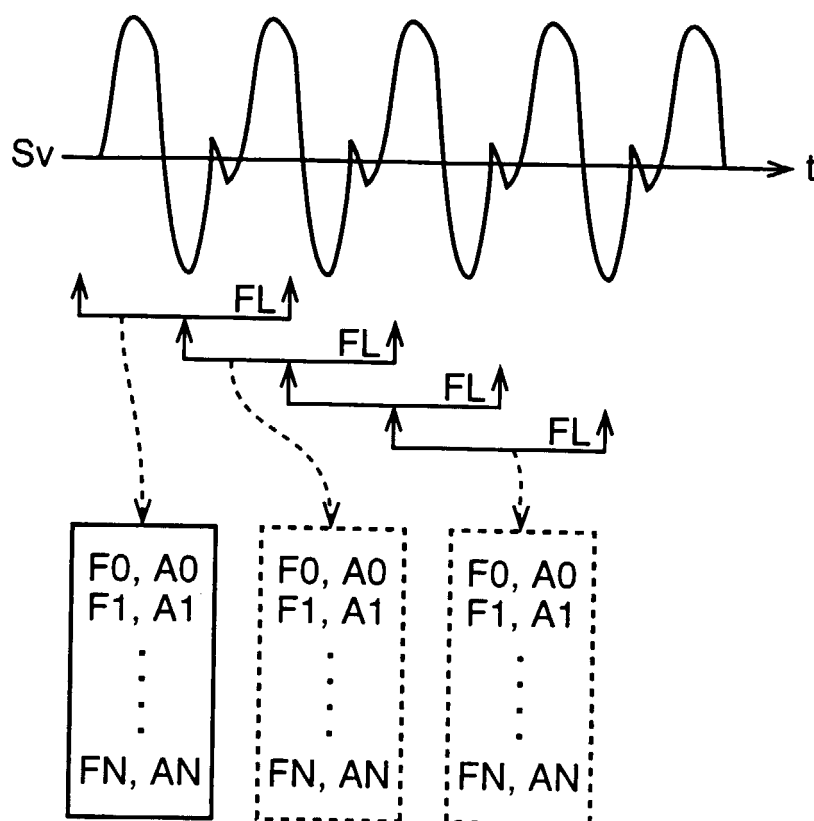 Sv
t
FL
FL
FL
FL
F0, A0
F1, A1
FN, AN
F0, A0
F1, A1
FN, AN
F0, A0
F1, A1
FN, AN